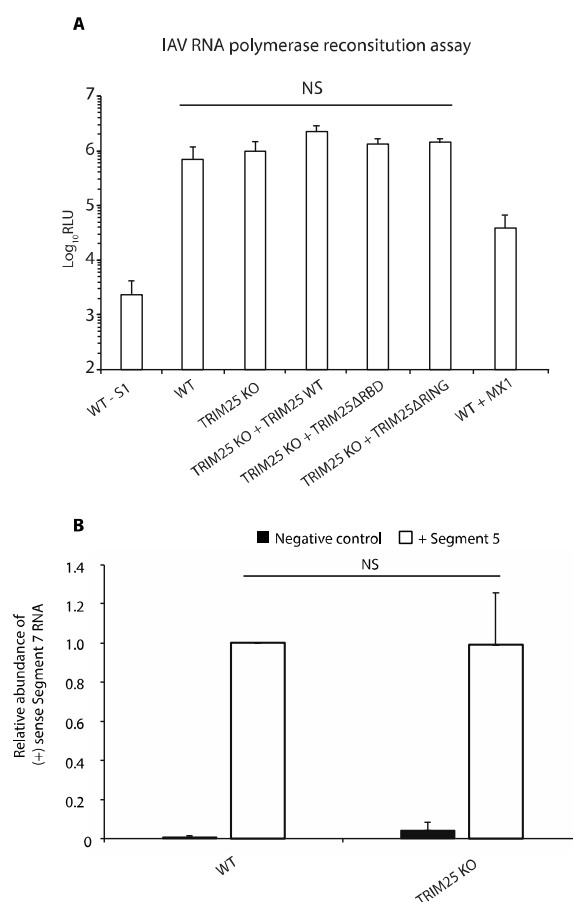 A
IAV RNA polymerase reconsitution assay
NS
7
6
5
4
3
2
Log10RLU
WT - S1
WT
TRIM25 KO
TRIM25 KO + TRIM25 WT
TRIM25 KO + TRIM25ΔRBD
TRIM25 KO + TRIM25ΔRING
WT + MX1
B
Negative control
+ Segment 5
NS
1.4
1.2
1.0
0.8
0.6
0.4
0.2
0
Relative abundance of
(+) sense Segment 7 RNA
WT
TRIM25 KO